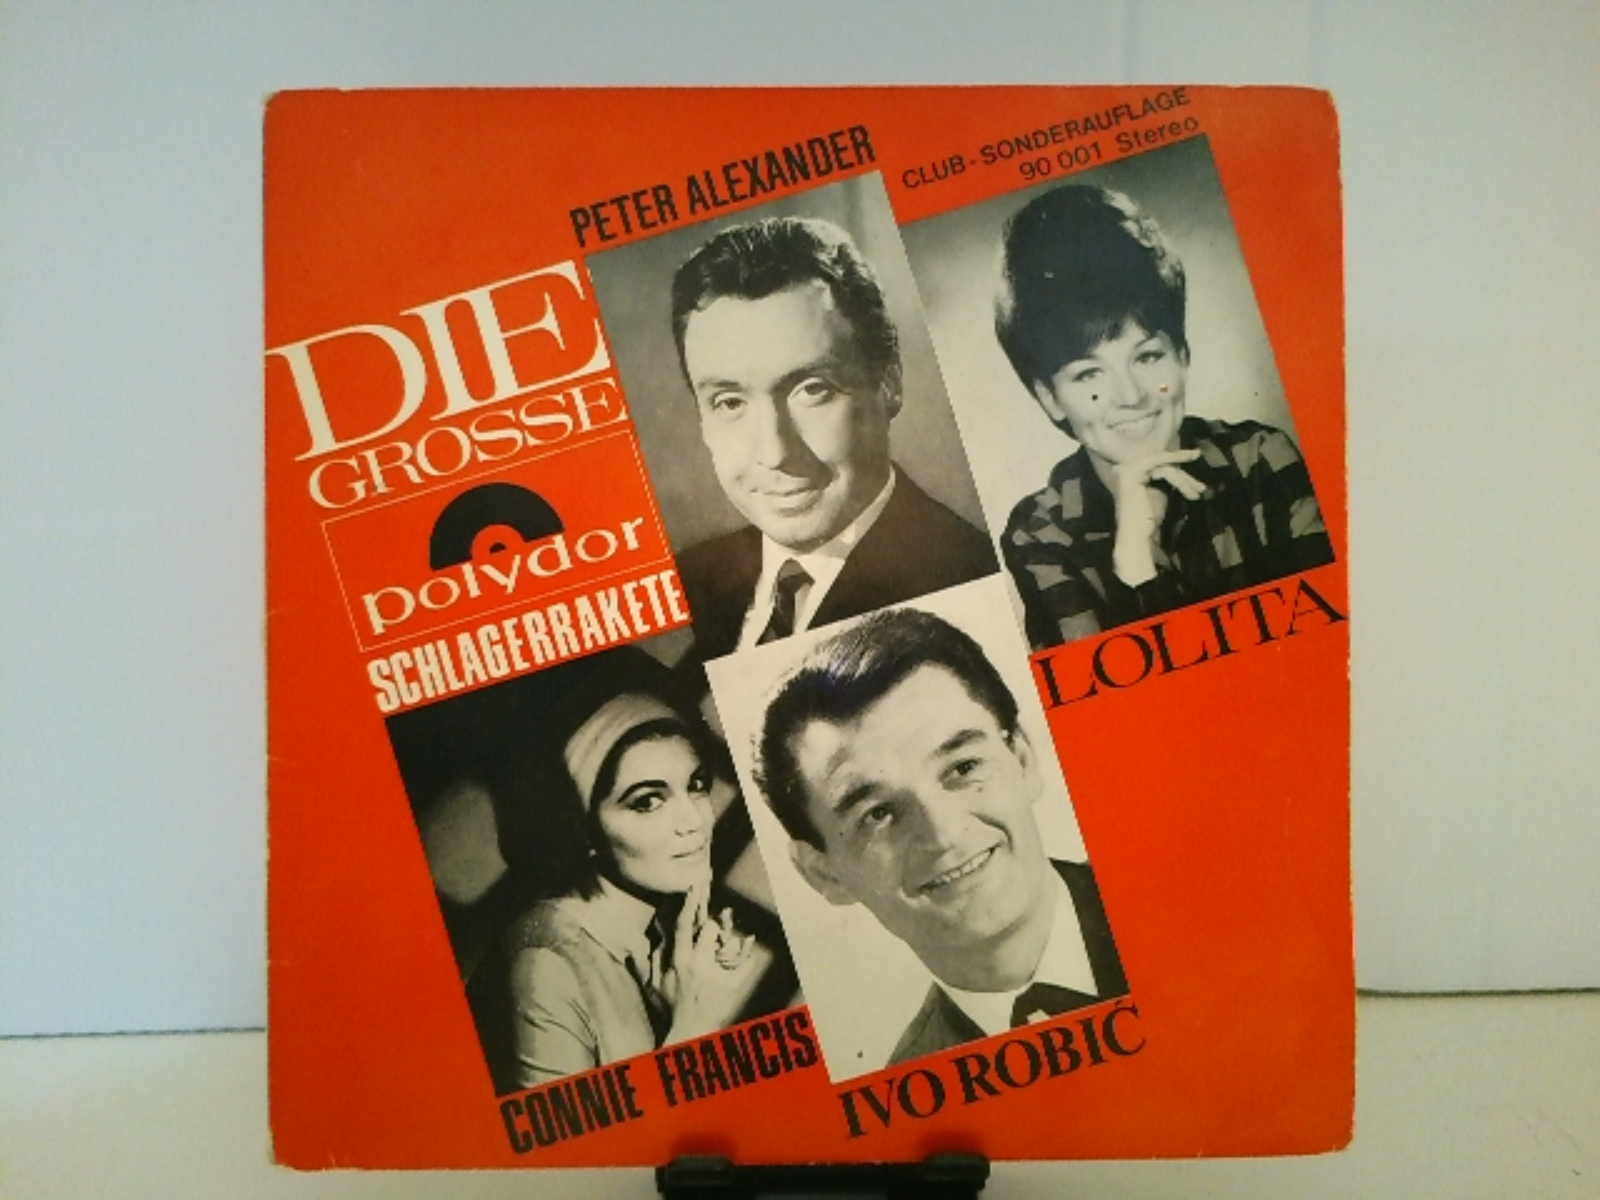 PETER ALEXANDER
CLUB-SONDERAUFLAGE
90 001 Stereo
DIE
GROSSE
polydor
SCHLAGERRAKETE
LOLITA
CONNIE FRANCIS
IVO ROBIĆ